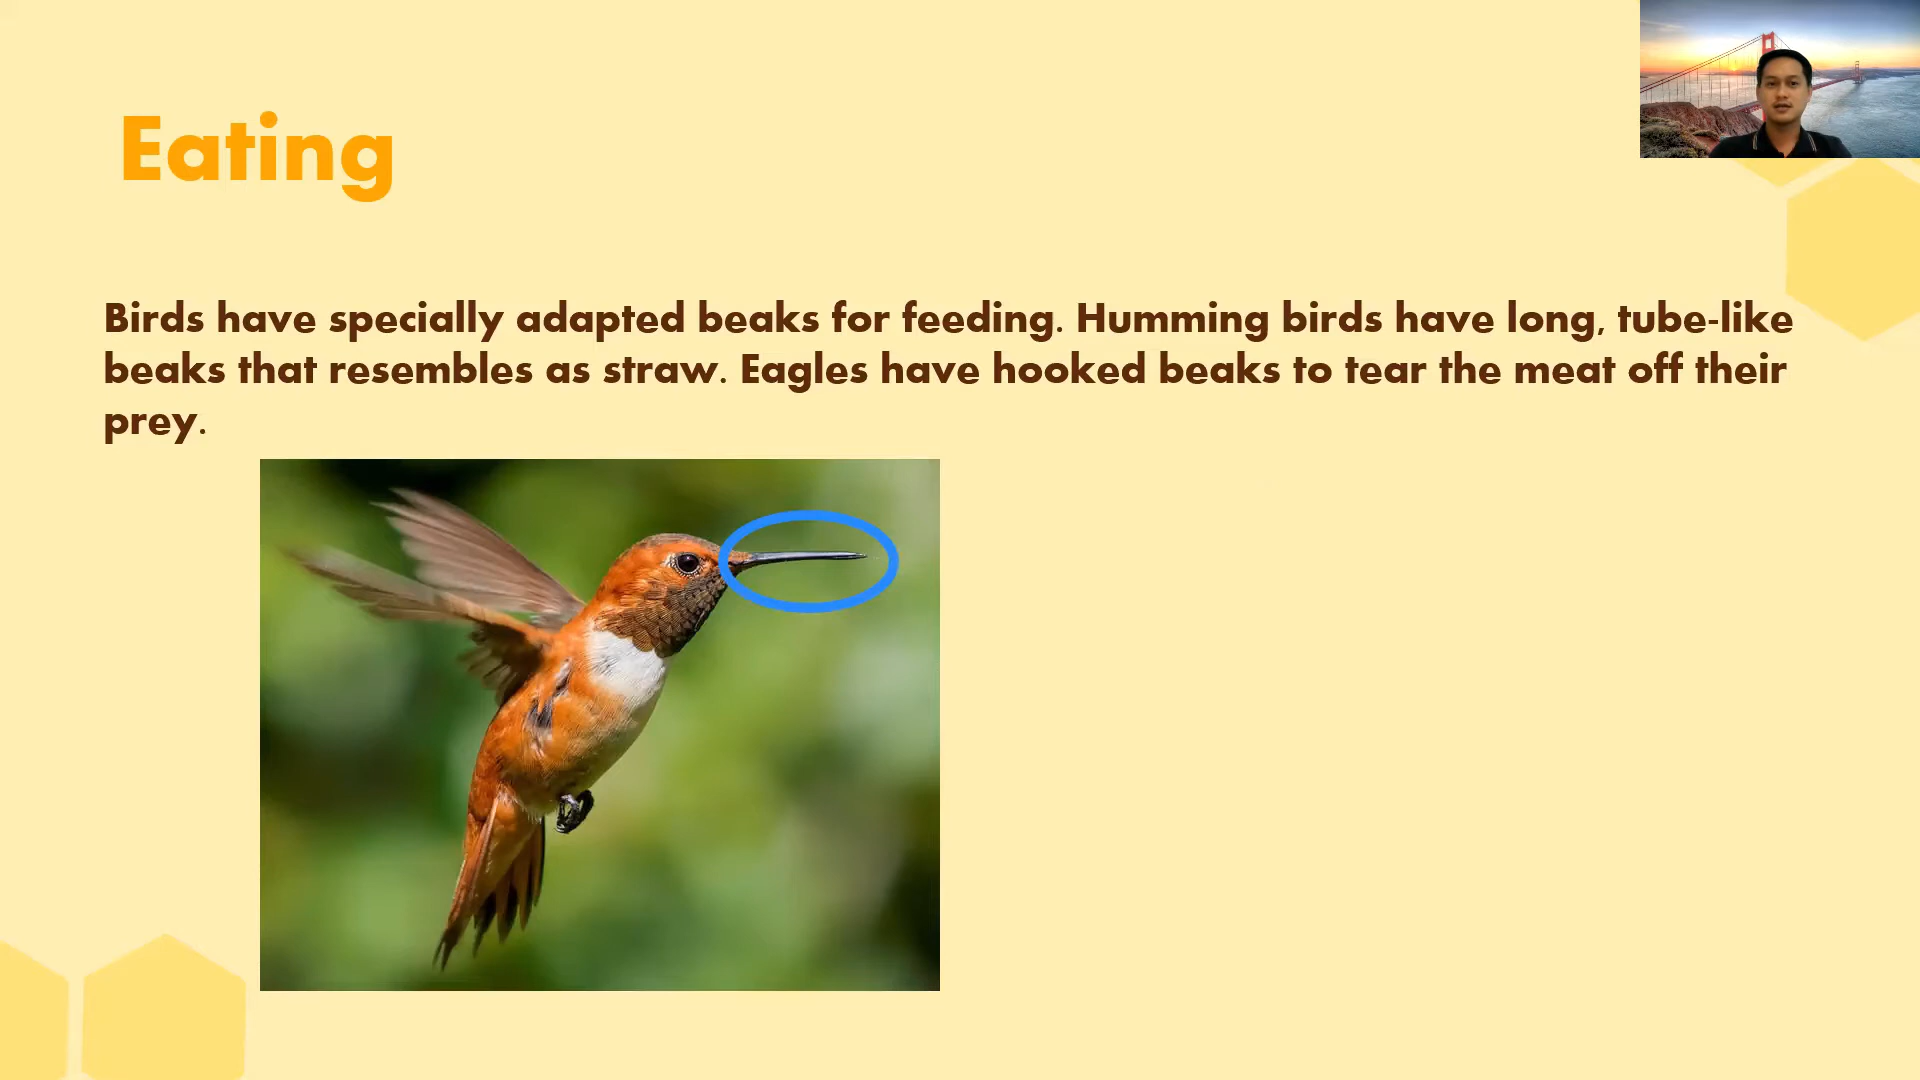 Eating
Birds have specially adapted beaks for feeding. Humming birds have long, tube-like
beaks that resembles as straw. Eagles have hooked beaks to tear the meat off their
prey.